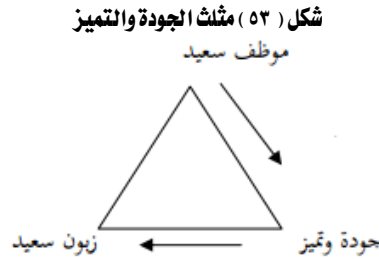 شكل ( ٥٣ ) مثلث الجودة والتميز
موظف سعيد
جودة وتميز
زبون سعيد